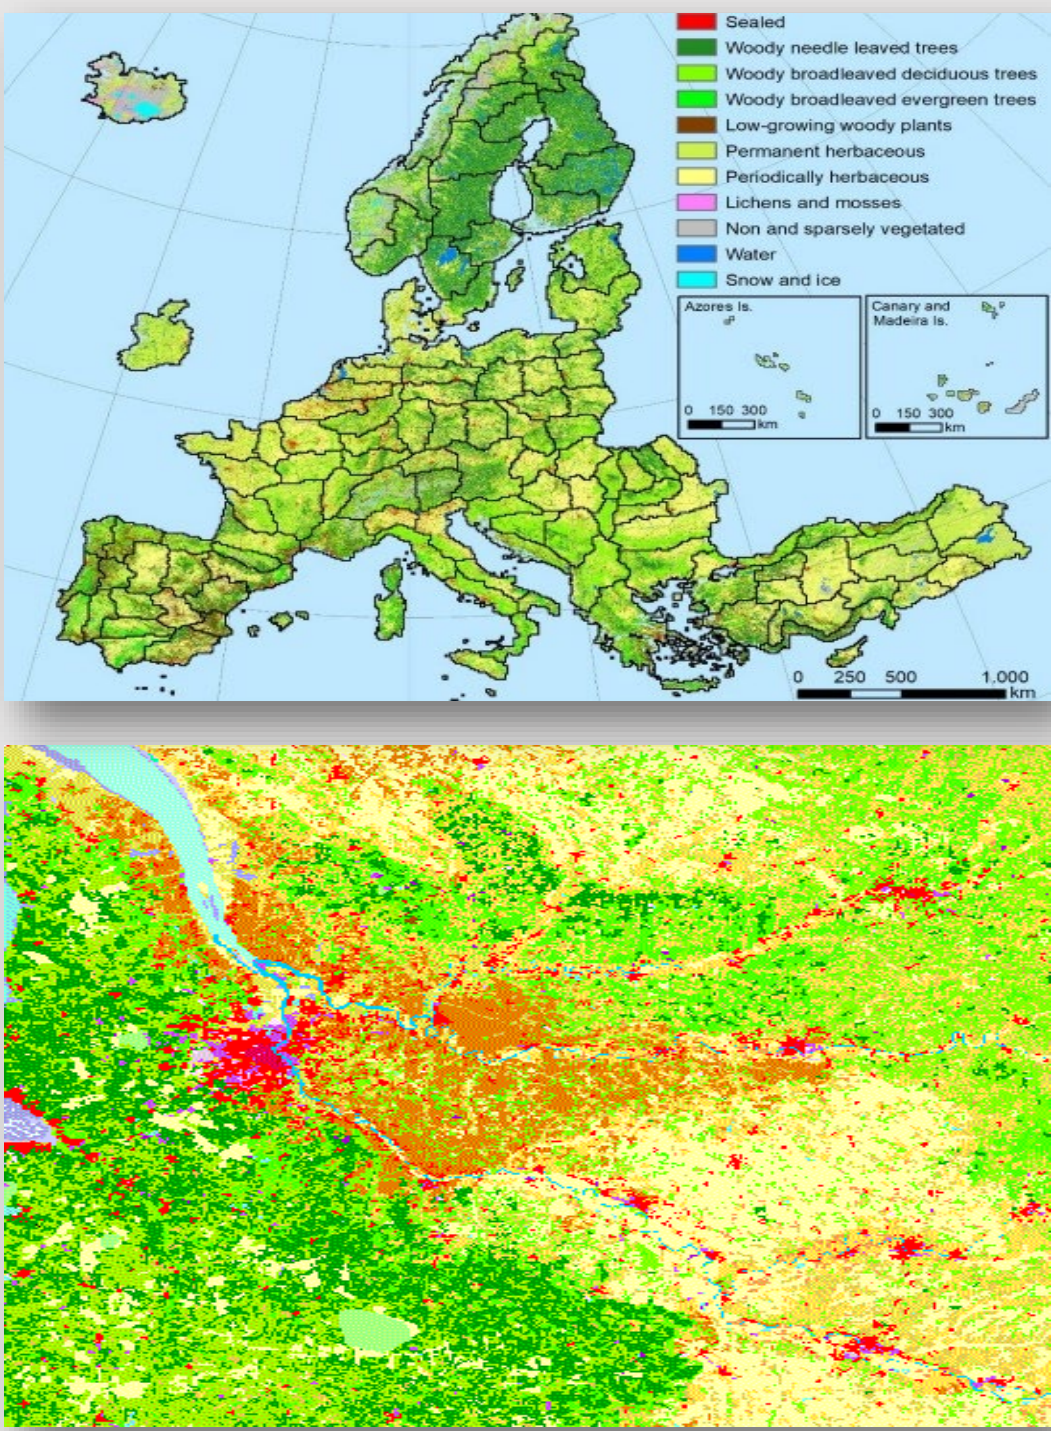 Sealed
Woody needle leaved trees
Woody broadleaved deciduous trees
Woody broadleaved evergreen trees
Low-growing woody plants
Permanent herbaceous
Periodically herbaceous
Lichens and mosses
Non and sparsely vegetated
Water
Snow and ice
Azores Is.
0 150 300
km
Canary and
Madeira Is.
0 150 300
km
0 250 500 1,000
km